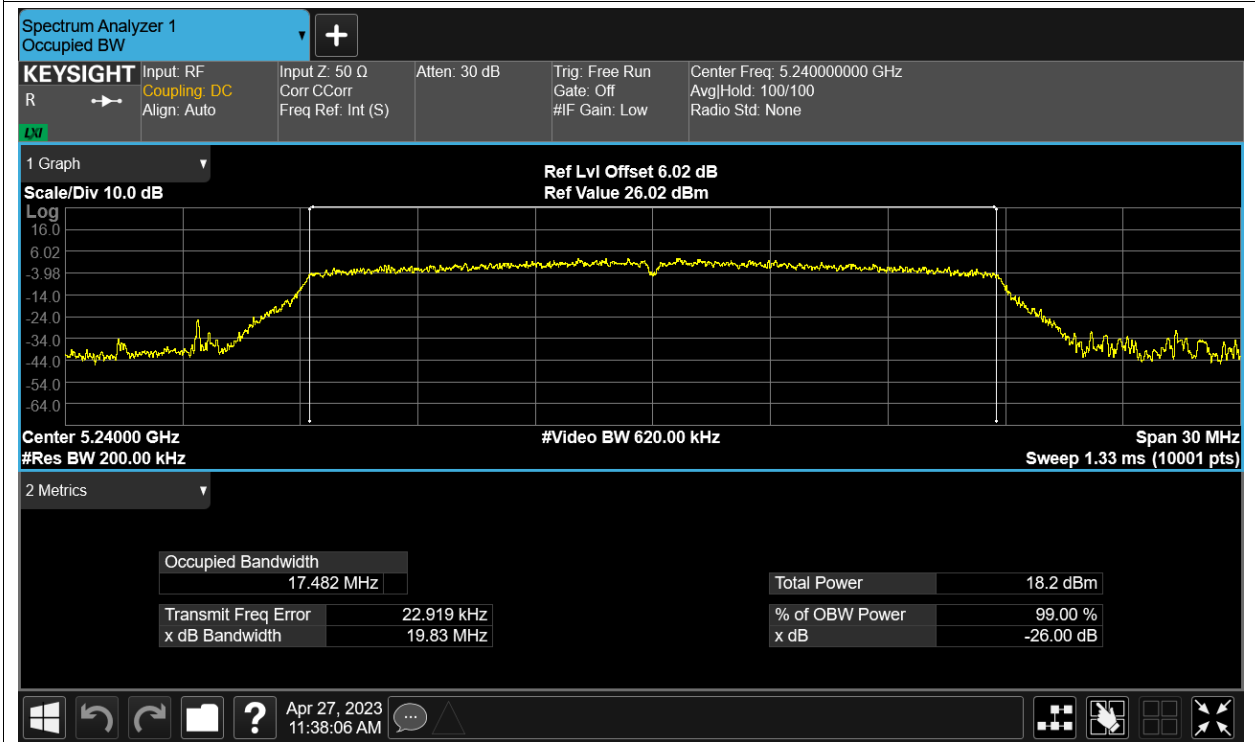 Spectrum Analyzer 1
Occupied BW
KEYSIGHT
R
LXI
Input: RF
Coupling: DC
Align: Auto
Input Z: 50 Ω
Corr CCorr
Freq Ref: Int (S)
Atten: 30 dB
Trig: Free Run
Gate: Off
#IF Gain: Low
Center Freq: 5.240000000 GHz
Avg|Hold: 100/100
Radio Std: None
1 Graph
Scale/Div 10.0 dB
Ref Lvl Offset 6.02 dB
Ref Value 26.02 dBm
Log
16.0
6.02
-3.98
-14.0
-24.0
-34.0
-44.0
-54.0
-64.0
Center 5.24000 GHz
#Video BW 620.00 kHz
Span 30 MHz
#Res BW 200.00 kHz
Sweep 1.33 ms (10001 pts)
2 Metrics
Occupied Bandwidth
17.482 MHz
Transmit Freq Error 22.919 kHz
x dB Bandwidth 19.83 MHz
Total Power 18.2 dBm
% of OBW Power 99.00 %
x dB -26.00 dB
?
Apr 27, 2023
11:38:06 AM